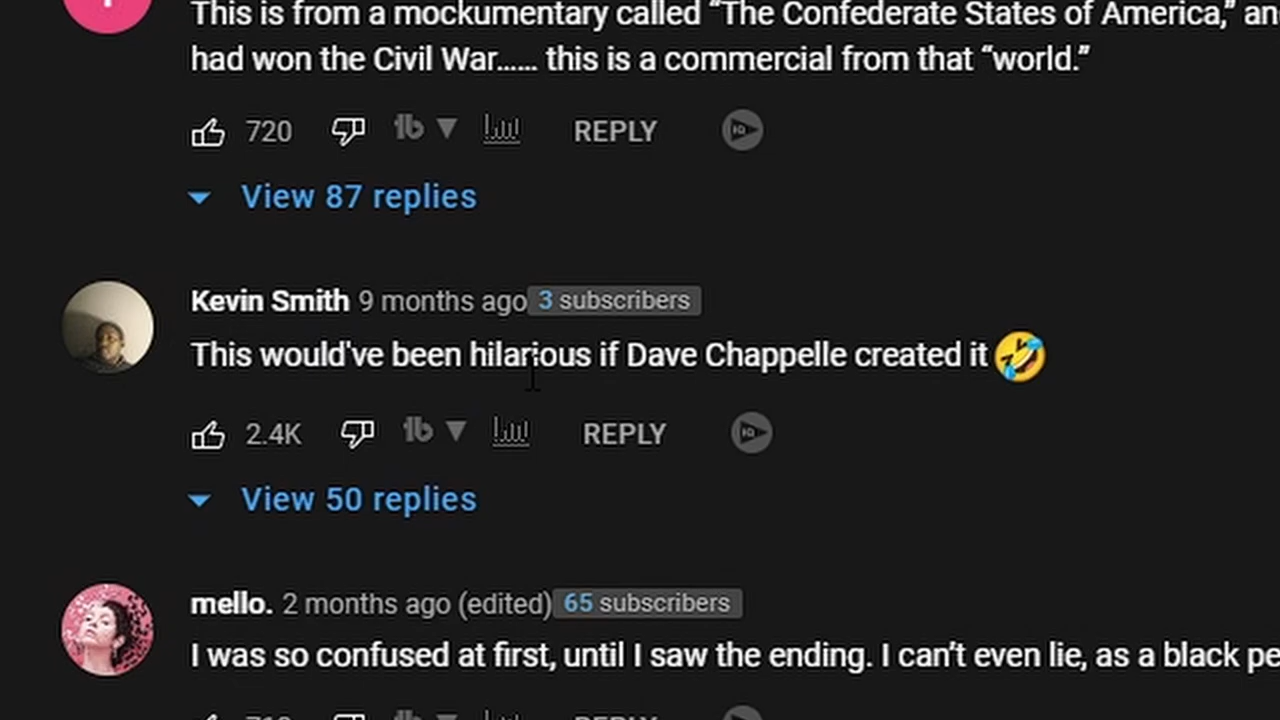 This is from a mockumentary called “The Confederate States of America,” an
had won the Civil War...... this is a commercial from that “world.”
720 REPLY
View 87 replies
Kevin Smith 9 months ago 3 subscribers
This would've been hilarious if Dave Chappelle created it🤣
2.4K REPLY
View 50 replies
mello. 2 months ago (edited) 65 subscribers
I was so confused at first, until I saw the ending. I can’t even lie, as a black pe